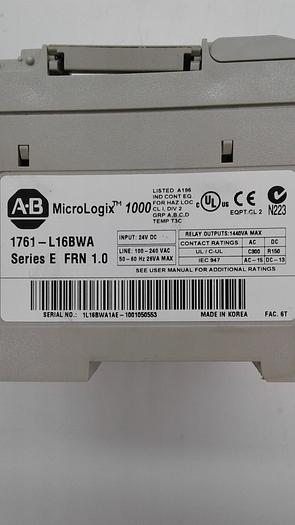 A·B
MicroLogix™ 1000
LISTED A196
IND CONT EQ
FOR HAZ LOC
CL I, DIV 2
GRP A,B,C,D
TEMP T3C
c UL US CE
EQPT.CL 2
N223
1761-L16BWA
Series E FRN 1.0
INPUT: 24V DC
LINE: 100-240 VAC
50-60 Hz 26VA MAX
RELAY OUTPUTS:1440VA MAX
CONTACT RATINGS AC DC
UL / C-UL C300 R150
IEC 947 AC-15 DC-13
SEE USER MANUAL FOR ADDITIONAL RATINGS
SERIAL NO.: 1L16BWA1AE-1001050553
MADE IN KOREA
FAC. 6T